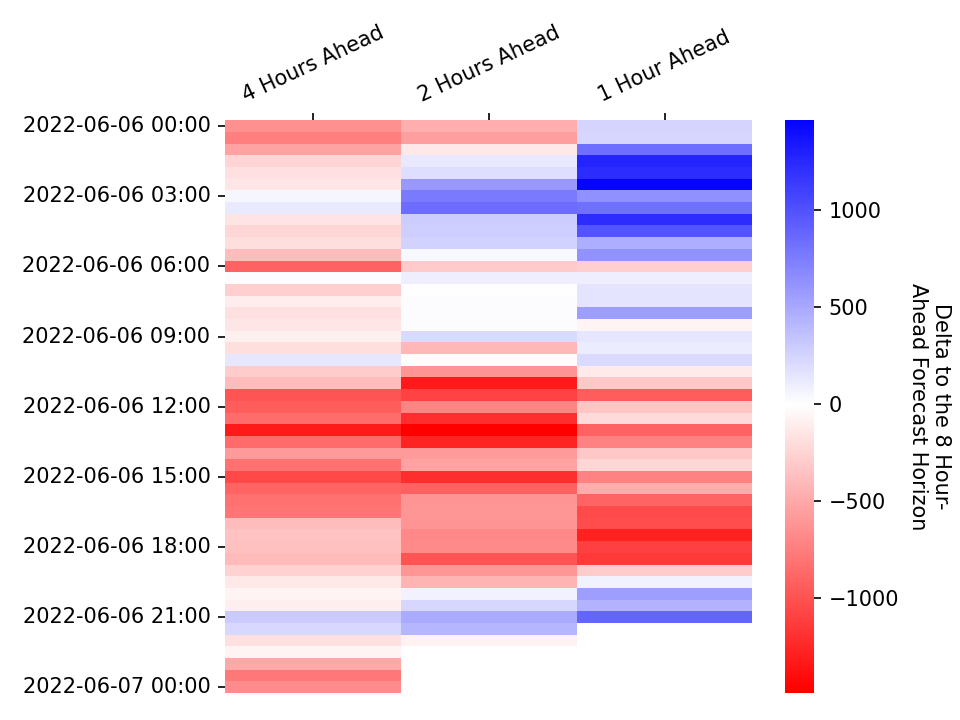 4 Hours Ahead
2 Hours Ahead
1 Hour Ahead
2022-06-06 00:00
2022-06-06 03:00
2022-06-06 06:00
2022-06-06 09:00
2022-06-06 12:00
2022-06-06 15:00
2022-06-06 18:00
2022-06-06 21:00
2022-06-07 00:00
1000
500
0
−500
−1000
Delta to the 8 Hour-
Ahead Forecast Horizon